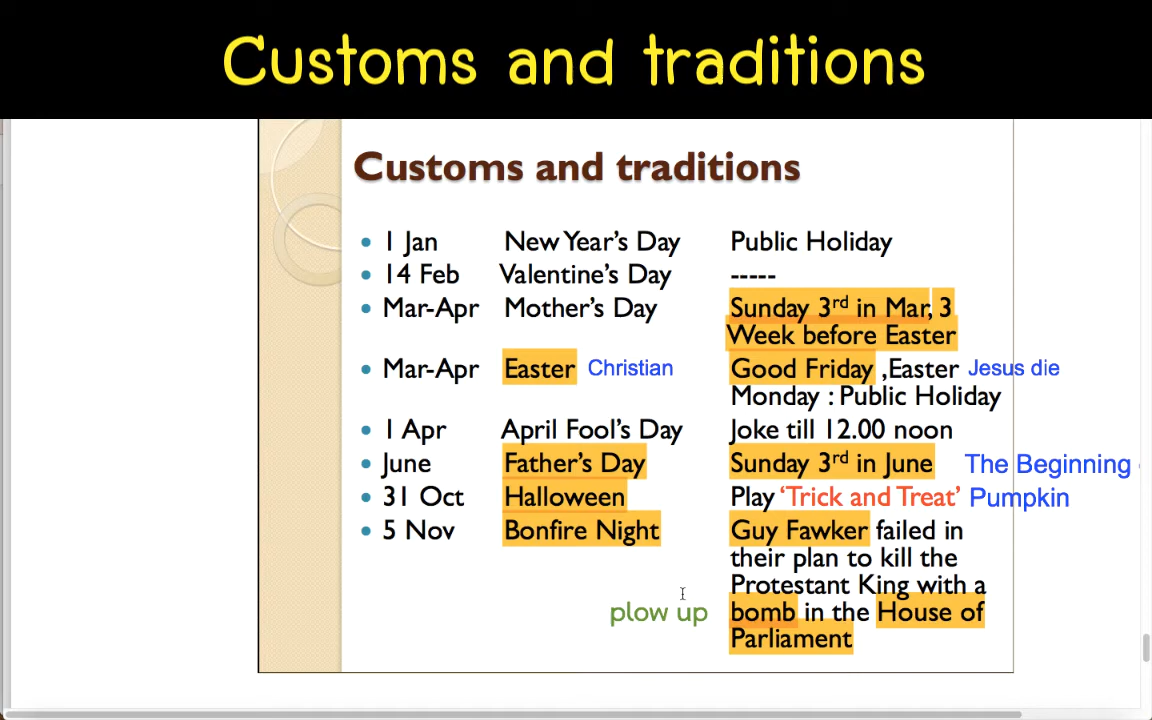 Customs and traditions
Customs and traditions
• 1 Jan New Year's Day Public Holiday
• 14 Feb Valentine's Day -----
• Mar-Apr Mother's Day Sunday 3rd in Mar, 3
Week before Easter
• Mar-Apr Easter Christian Good Friday ,Easter Jesus die
Monday : Public Holiday
• 1 Apr April Fool's Day Joke till 12.00 noon
• June Father's Day Sunday 3rd in June The Beginning
• 31 Oct Halloween Play 'Trick and Treat' Pumpkin
• 5 Nov Bonfire Night Guy Fawker failed in
their plan to kill the
Protestant King with a
plow up bomb in the House of
Parliament